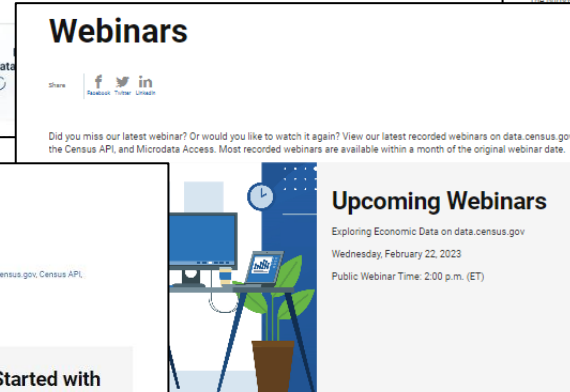 Webinars
Share
Facebook Twitter LinkedIn
Did you miss our latest webinar? Or would you like to watch it again? View our latest recorded webinars on data.census.gov
the Census API, and Microdata Access. Most recorded webinars are available within a month of the original webinar date.
Upcoming Webinars
Exploring Economic Data on data.census.gov
Wednesday, February 22, 2023
Public Webinar Time: 2:00 p.m. (ET)
ensus.gov, Census API,
Started with